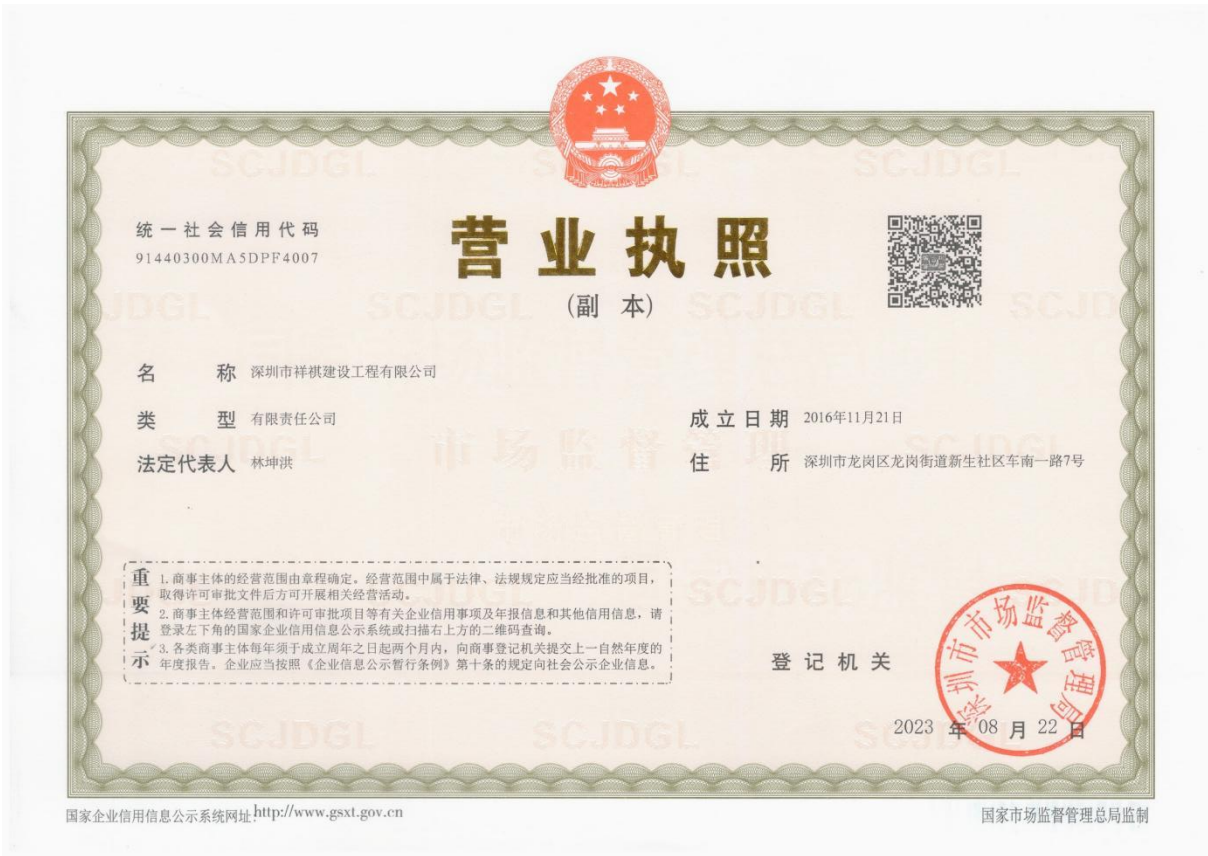 统一社会信用代码
91440300MA5DPF4007
营业执照
(副 本)
名 称 深圳市祥祺建设工程有限公司
类 型 有限责任公司
法定代表人 林坤洪
成立日期 2016年11月21日
住 所 深圳市龙岗区龙岗街道新生社区车南一路7号
重要提示
1. 商事主体的经营范围由章程确定。经营范围中属于法律、法规规定应当经批准的项目,
取得许可审批文件后方可开展相关经营活动。
2. 商事主体经营范围和许可审批项目等有关企业信用事项及年报信息和其他信用信息,请
登录左下角的国家企业信用信息公示系统或扫描右上方的二维码查询。
3. 各类商事主体每年须于成立周年之日起两个月内,向商事登记机关提交上一自然年度的
年度报告。企业应当按照《企业信息公示暂行条例》第十条的规定向社会公示企业信息。
登记机关
深圳市市场监督管理局
2023 年 08 月 22 日
国家企业信用信息公示系统网址:http://www.gsxt.gov.cn
国家市场监督管理总局监制
SCJDGL
市场监督管理